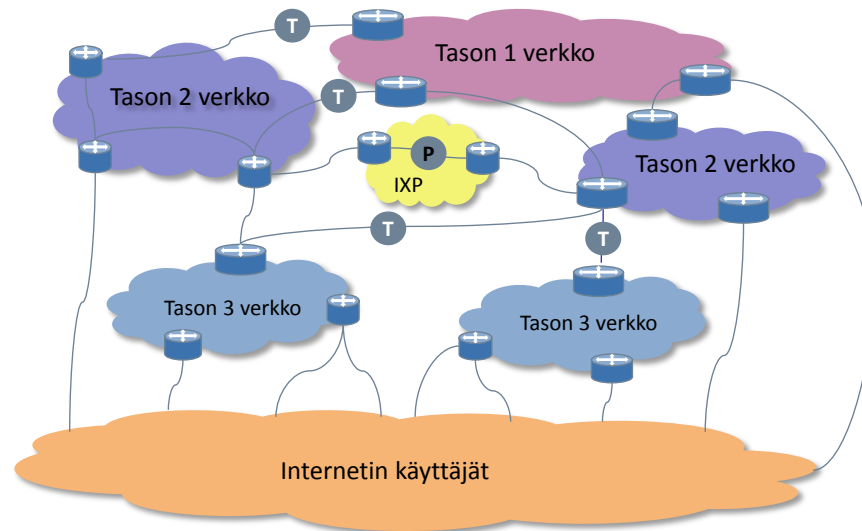 T
Tason 1 verkko
Tason 2 verkko
T
P
IXP
Tason 2 verkko
T
T
Tason 3 verkko
Tason 3 verkko
Internetin käyttäjät